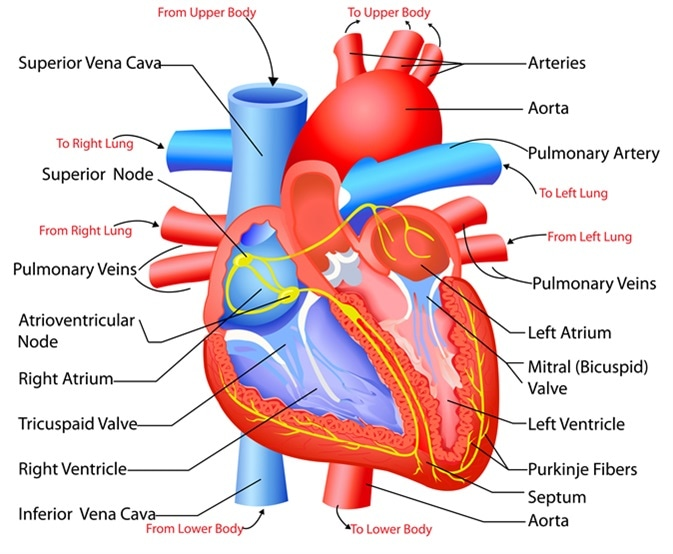 From Upper Body
To Upper Body
Superior Vena Cava
Arteries
Aorta
To Right Lung
Pulmonary Artery
Superior Node
To Left Lung
From Right Lung
From Left Lung
Pulmonary Veins
Pulmonary Veins
Atrioventricular
Node
Left Atrium
Right Atrium
Mitral (Bicuspid)
Valve
Tricuspaid Valve
Left Ventricle
Right Ventricle
Purkinje Fibers
Septum
Inferior Vena Cava
Aorta
From Lower Body
To Lower Body